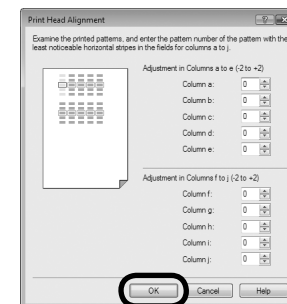 Print Head Alignment
Examine the printed patterns, and enter the pattern number of the pattern with the
least noticeable horizontal stripes in the fields for columns a to j.
Adjustment in Columns a to e (-2 to +2)
Column a: 0
Column b: 0
Column c: 0
Column d: 0
Column e: 0
Adjustment in Columns f to j (-2 to +2)
Column f: 0
Column g: 0
Column h: 0
Column i: 0
Column j: 0
OK Cancel Help